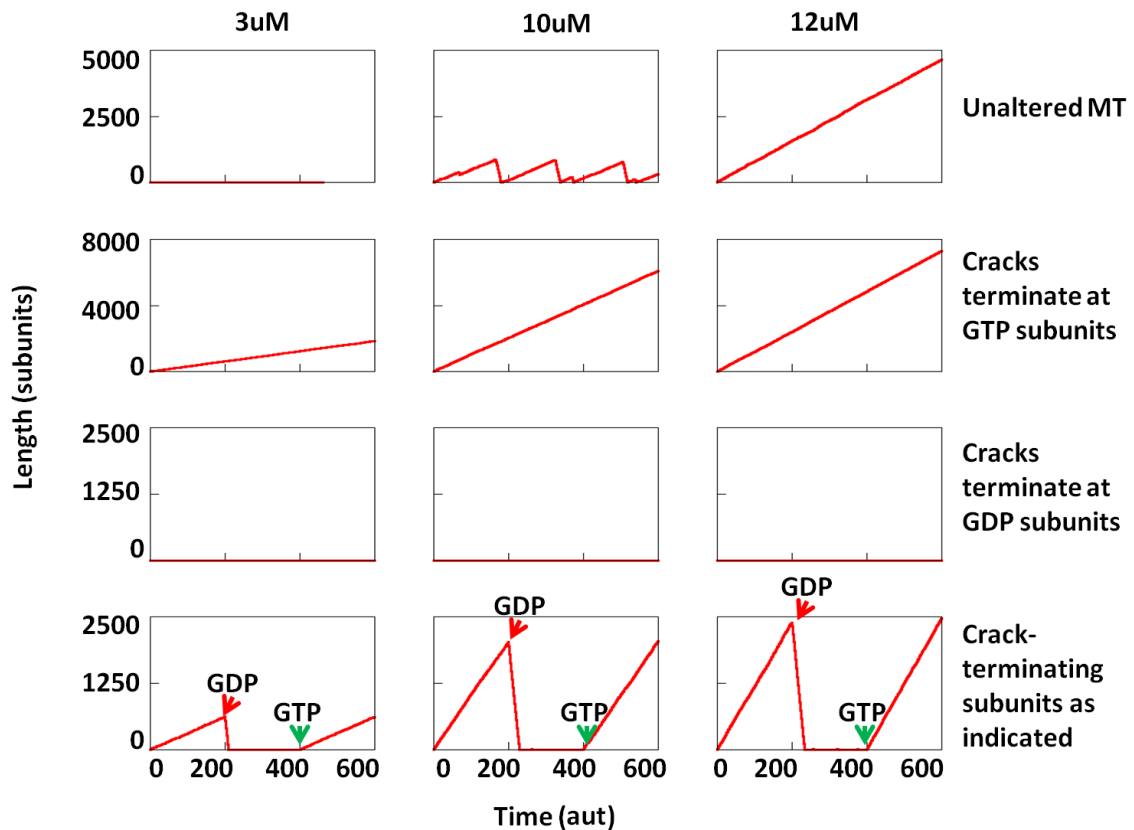 3uM
10uM
12uM
5000
2500
0
Unaltered MT
8000
4000
0
Cracks
terminate at
GTP subunits
Length (subunits)
2500
1250
0
Cracks
terminate at
GDP subunits
2500
1250
0
GDP
GTP
GDP
GTP
GDP
GTP
Crack-
terminating
subunits as
indicated
0 200 400 600
0 200 400 600
0 200 400 600
Time (aut)